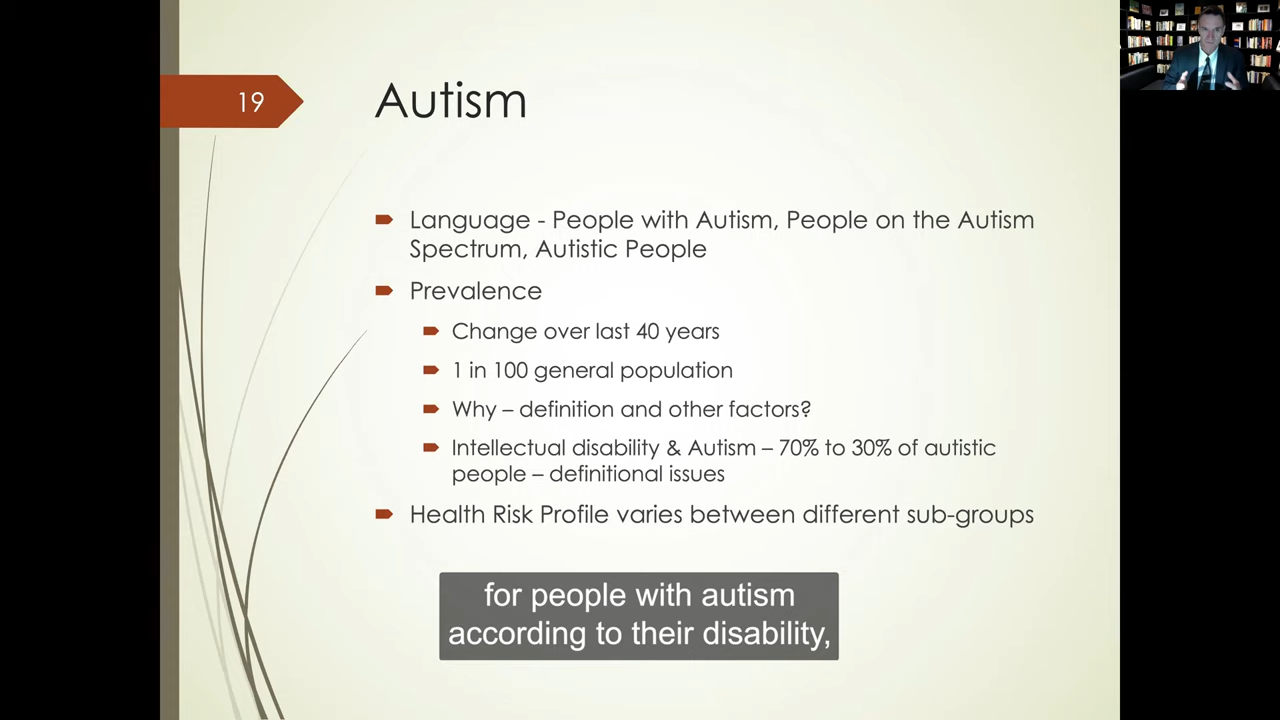 19
Autism
Language - People with Autism, People on the Autism
Spectrum, Autistic People
Prevalence
Change over last 40 years
1 in 100 general population
Why – definition and other factors?
Intellectual disability & Autism – 70% to 30% of autistic
people – definitional issues
Health Risk Profile varies between different sub-groups
for people with autism
according to their disability,